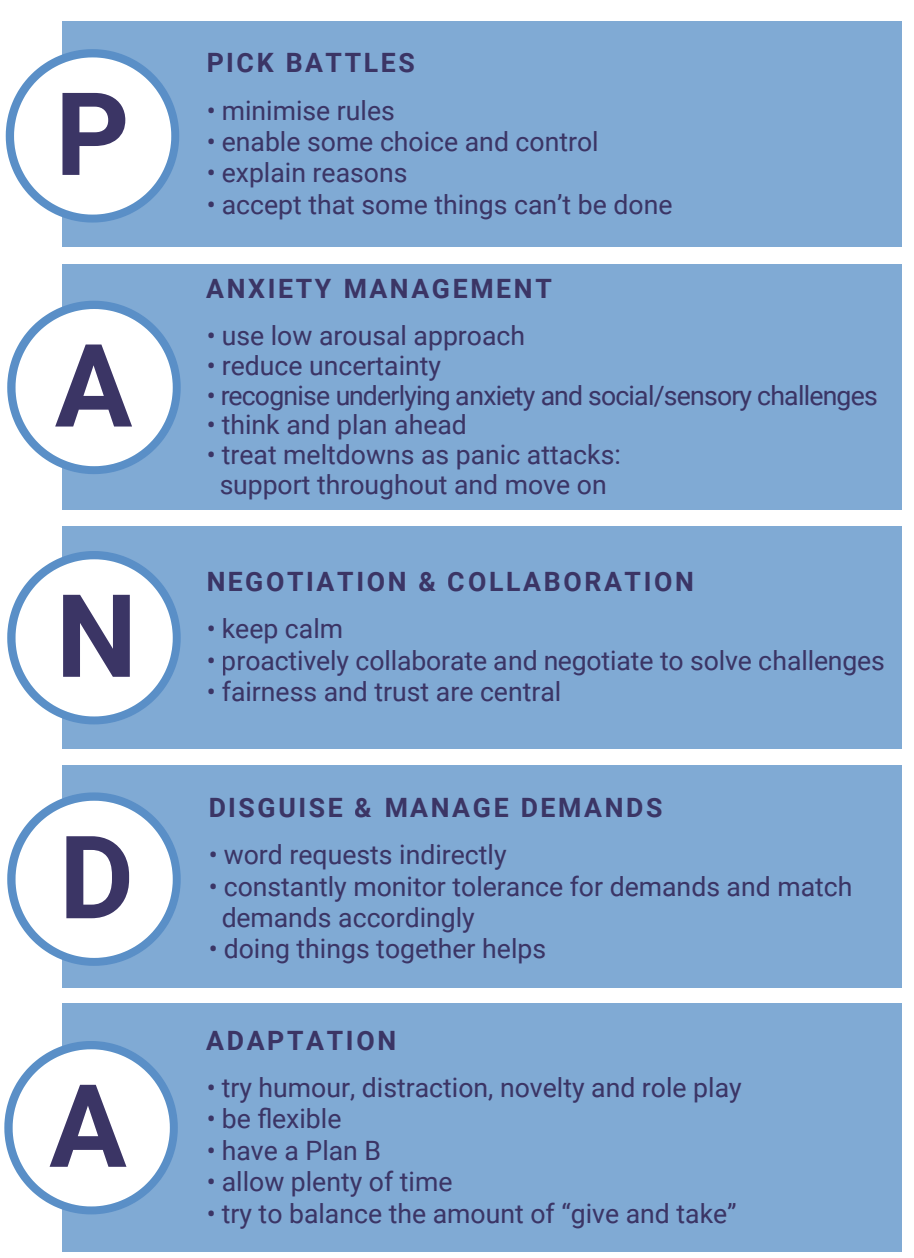 P
PICK BATTLES
• minimise rules
• enable some choice and control
• explain reasons
• accept that some things can’t be done
A
ANXIETY MANAGEMENT
• use low arousal approach
• reduce uncertainty
• recognise underlying anxiety and social/sensory challenges
• think and plan ahead
• treat meltdowns as panic attacks:
support throughout and move on
N
NEGOTIATION & COLLABORATION
• keep calm
• proactively collaborate and negotiate to solve challenges
• fairness and trust are central
D
DISGUISE & MANAGE DEMANDS
• word requests indirectly
• constantly monitor tolerance for demands and match
demands accordingly
• doing things together helps
A
ADAPTATION
• try humour, distraction, novelty and role play
• be flexible
• have a Plan B
• allow plenty of time
• try to balance the amount of “give and take”